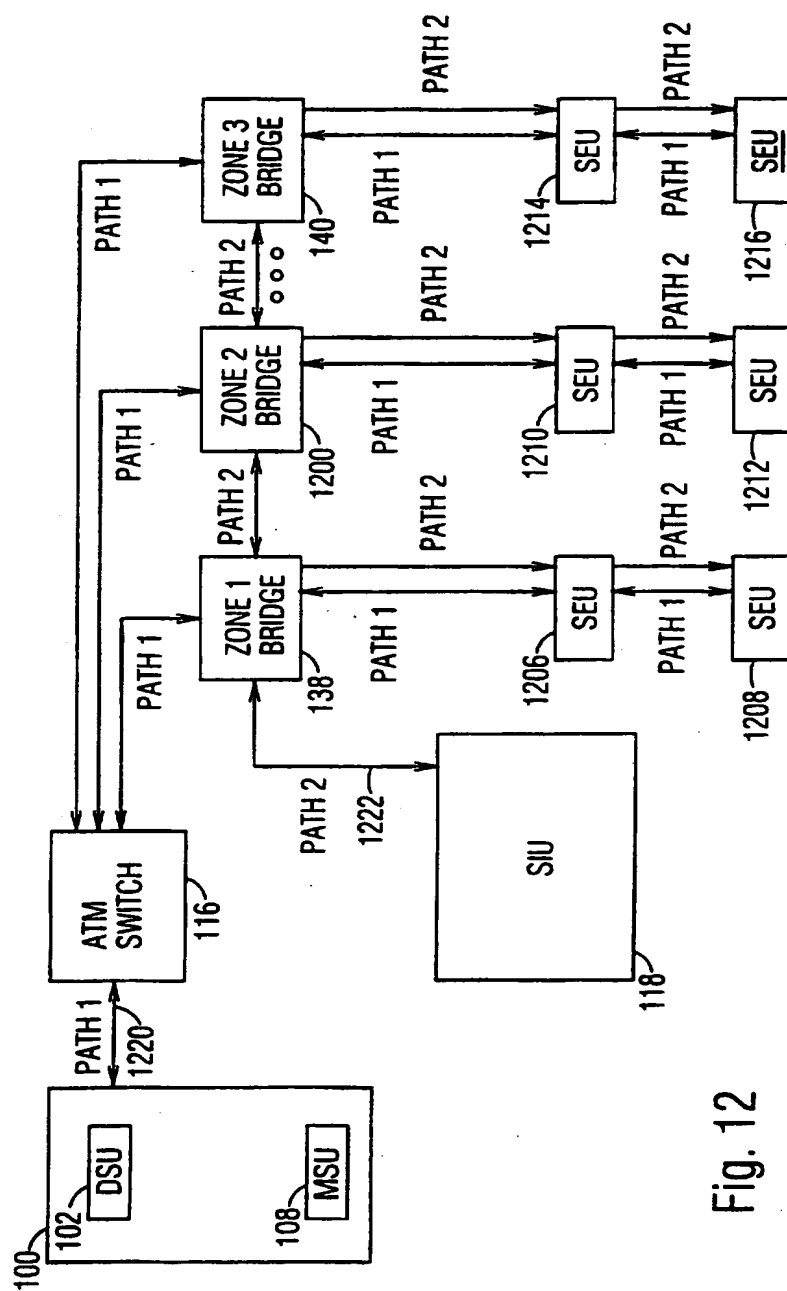 100
102
DSU
108
MSU
PATH 1
1220
ATM
SWITCH
116
PATH 1
PATH 1
PATH 1
PATH 2
1222
SIU
118
ZONE 1
BRIDGE
138
PATH 2
ZONE 2
BRIDGE
1200
PATH 2
ZONE 3
BRIDGE
140
PATH 1
PATH 2
PATH 1
PATH 2
PATH 1
PATH 2
1206
SEU
1210
SEU
1214
SEU
PATH 1
PATH 2
PATH 1
PATH 2
PATH 1
PATH 2
1208
SEU
1212
SEU
1216
SEU
Fig. 12